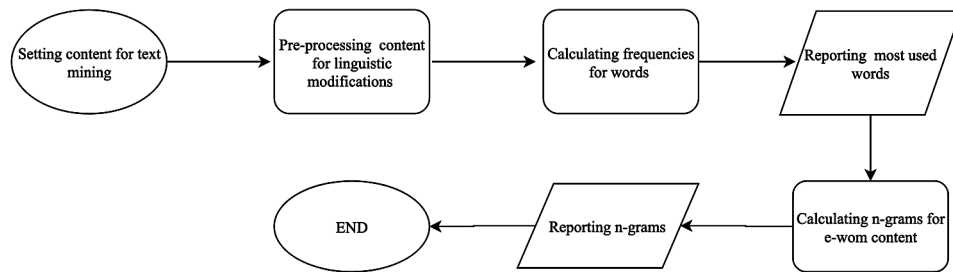 Setting content for text
mining
Pre-processing content
for linguistic
modifications
Calculating frequencies
for words
Reporting most used
words
Calculating n-grams for
e-wom content
Reporting n-grams
END